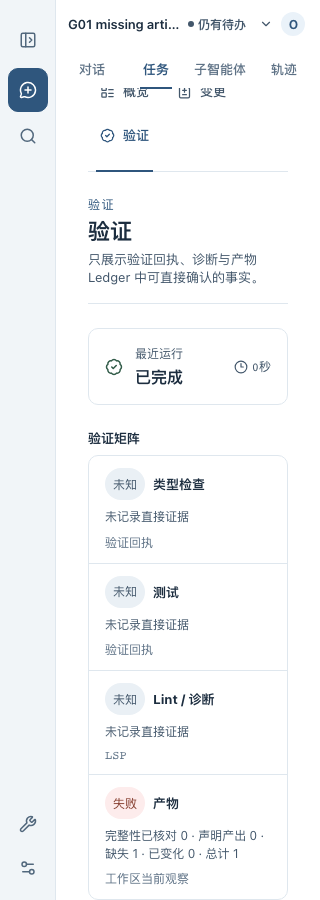 G01 missing arti... 仍有待办 O
对话 任务 子智能体 轨迹
概览 变更
验证
验证
验证
只展示验证回执、诊断与产物
Ledger 中可直接确认的事实。
最近运行
已完成
0秒
验证矩阵
未知 类型检查
未记录直接证据
验证回执
未知 测试
未记录直接证据
验证回执
未知 Lint / 诊断
未记录直接证据
LSP
失败 产物
完整性已核对 0 · 声明产出 0 ·
缺失 1 · 已变化 0 · 总计 1
工作区当前观察